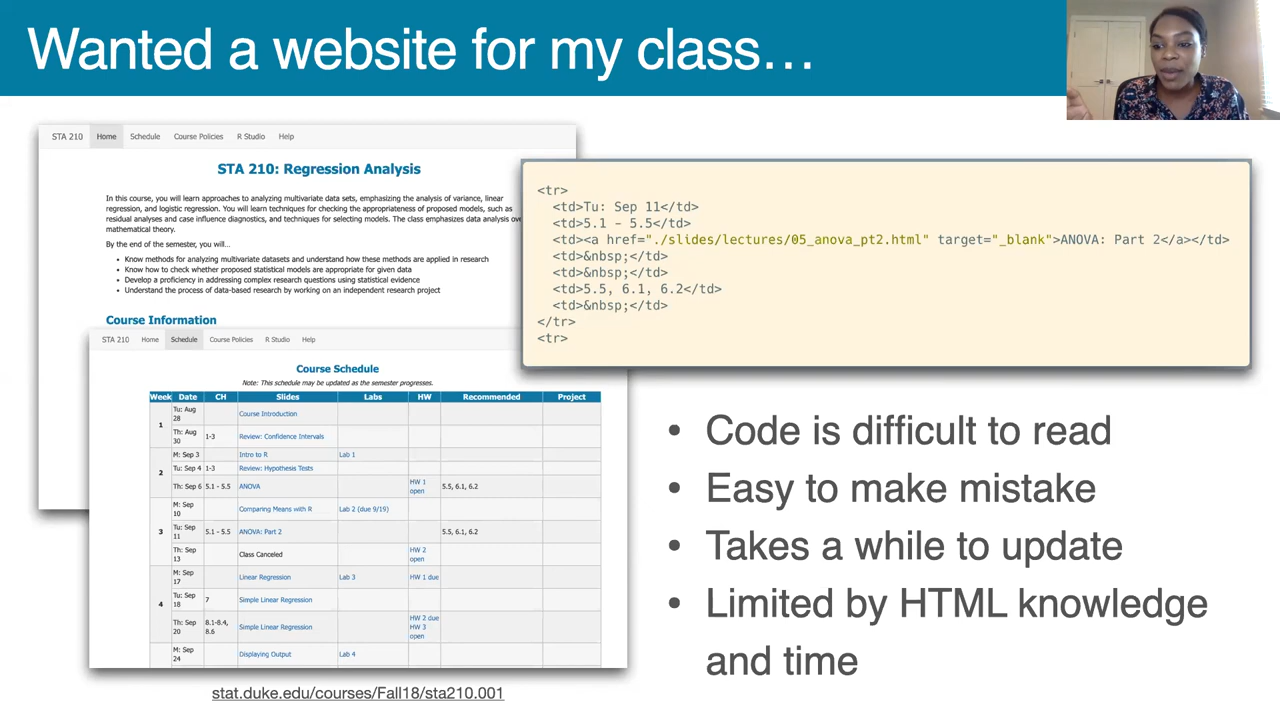 Wanted a website for my class…
STA 210 Home Schedule Course Policies R Studio Help
STA 210: Regression Analysis
In this course, you will learn approaches to analyzing multivariate data sets, emphasizing the analysis of variance, linear
regression, and logistic regression. You will learn techniques for checking the appropriateness of proposed models, such as
residual analyses and case influence diagnostics, and techniques for selecting models. The class emphasizes data analysis
mathematical theory.
By the end of the semester, you will...
• Know methods for analyzing multivariate datasets and understand how these methods are applied in research
• Know how to check whether proposed statistical models are appropriate for given data
• Develop a proficiency in addressing complex research questions using statistical evidence
• Understand the process of data-based research by working on an independent research project
Course Information
STA 210 Home Schedule Course Policies R Studio Help
Course Schedule
Note: This schedule may be updated as the semester progresses.
Week Date CH Slides Labs HW Recommended Project
1 Tu: Aug 28 Course Introduction
Th: Aug 30 1-3 Review: Confidence Intervals
2 M: Sep 3 Intro to R Lab 1
Tu: Sep 4 1-3 Review: Hypothesis Tests
Th: Sep 6 5.1 - 5.5 ANOVA HW 1 open 5.5, 6.1, 6.2
3 M: Sep 10 Comparing Means with R Lab 2 (due 9/19)
Tu: Sep 11 5.1 - 5.5 ANOVA: Part 2 5.5, 6.1, 6.2
Th: Sep 13 Class Canceled HW 2 open
4 M: Sep 17 Linear Regression Lab 3 HW 1 due
Tu: Sep 18 7 Simple Linear Regression
Th: Sep 20 8.1-8.4, 8.6 Simple Linear Regression HW 2 due HW 3 open
M: Sep 24 Displaying Output Lab 4
stat.duke.edu/courses/Fall18/sta210.001
<tr>
<td>Tu: Sep 11</td>
<td>5.1 - 5.5</td>
<td><a href="./slides/lectures/05_anova_pt2.html" target="_blank">ANOVA: Part 2</a></td>
<td>&nbsp;</td>
<td>&nbsp;</td>
<td>5.5, 6.1, 6.2</td>
<td>&nbsp;</td>
</tr>
<tr>
• Code is difficult to read
• Easy to make mistake
• Takes a while to update
• Limited by HTML knowledge
and time